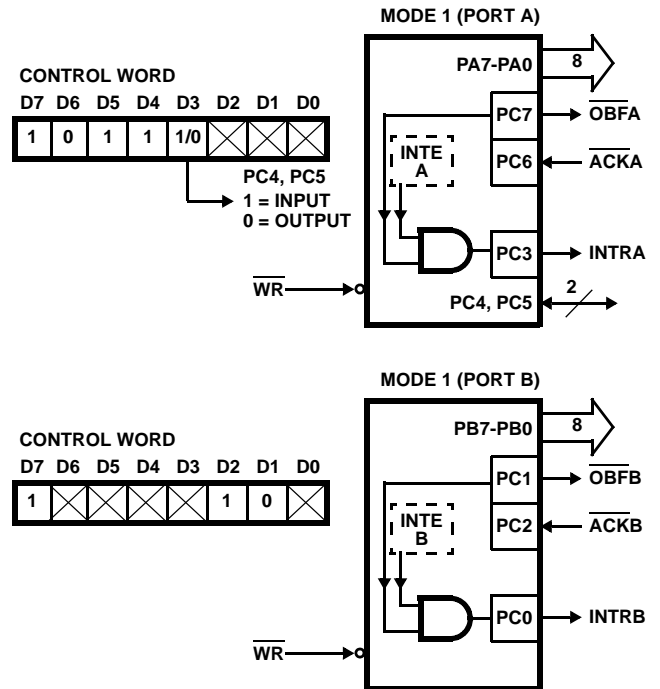 MODE 1 (PORT A)
CONTROL WORD
D7 D6 D5 D4 D3 D2 D1 D0
1 0 1 1 1/0
PC4, PC5
1 = INPUT
0 = OUTPUT
WR
PA7-PA0
8
PC7
OBFA
INTE
A
PC6
ACKA
PC3
INTRA
PC4, PC5
2
MODE 1 (PORT B)
CONTROL WORD
D7 D6 D5 D4 D3 D2 D1 D0
1 1 0
WR
PB7-PB0
8
PC1
OBFB
INTE
B
PC2
ACKB
PC0
INTRB